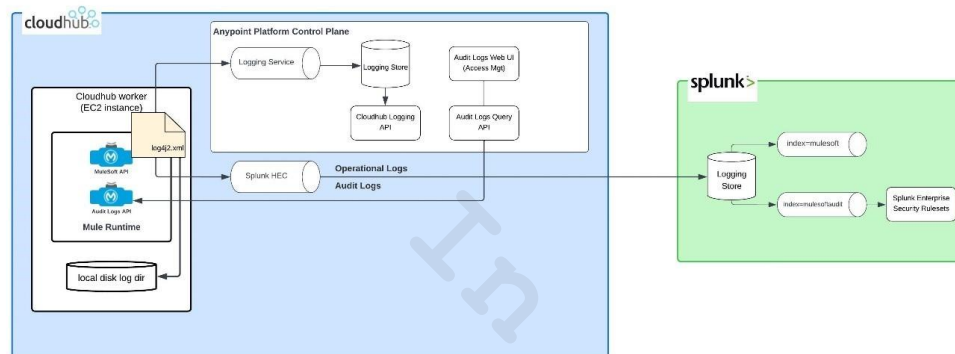 cloudhub
Anypoint Platform Control Plane
Logging Service
Logging Store
Audit Logs Web UI
(Access Mgt)
Cloudhub Logging
API
Audit Logs Query
API
Cloudhub worker
(EC2 instance)
log4j2.xml
MuleSoft API
Audit Logs API
Mule Runtime
local disk log dir
Splunk HEC
Operational Logs
Audit Logs
splunk>
Logging
Store
index=mulesoft
index=mulesoftaudit
Splunk Enterprise
Security Rulesets
In